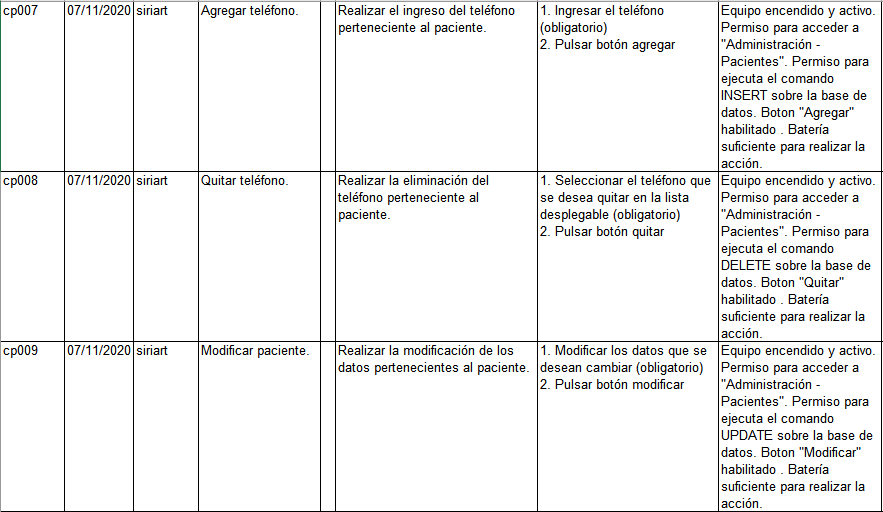 cp007
07/11/2020
siriart
Agregar teléfono.
Realizar el ingreso del teléfono
perteneciente al paciente.
1. Ingresar el teléfono
(obligatorio)
2. Pulsar botón agregar
Equipo encendido y activo.
Permiso para acceder a
"Administración -
Pacientes". Permiso para
ejecuta el comando
INSERT sobre la base de
datos. Boton "Agregar"
habilitado . Batería
suficiente para realizar la
acción.
cp008
07/11/2020
siriart
Quitar teléfono.
Realizar la eliminación del
teléfono perteneciente al
paciente.
1. Seleccionar el teléfono que
se desea quitar en la lista
desplegable (obligatorio)
2. Pulsar botón quitar
Equipo encendido y activo.
Permiso para acceder a
"Administración -
Pacientes". Permiso para
ejecuta el comando
DELETE sobre la base de
datos. Boton "Quitar"
habilitado . Batería
suficiente para realizar la
acción.
cp009
07/11/2020
siriart
Modificar paciente.
Realizar la modificación de los
datos pertenecientes al paciente.
1. Modificar los datos que se
desean cambiar (obligatorio)
2. Pulsar botón modificar
Equipo encendido y activo.
Permiso para acceder a
"Administración -
Pacientes". Permiso para
ejecuta el comando
UPDATE sobre la base de
datos. Boton "Modificar"
habilitado . Batería
suficiente para realizar la
acción.